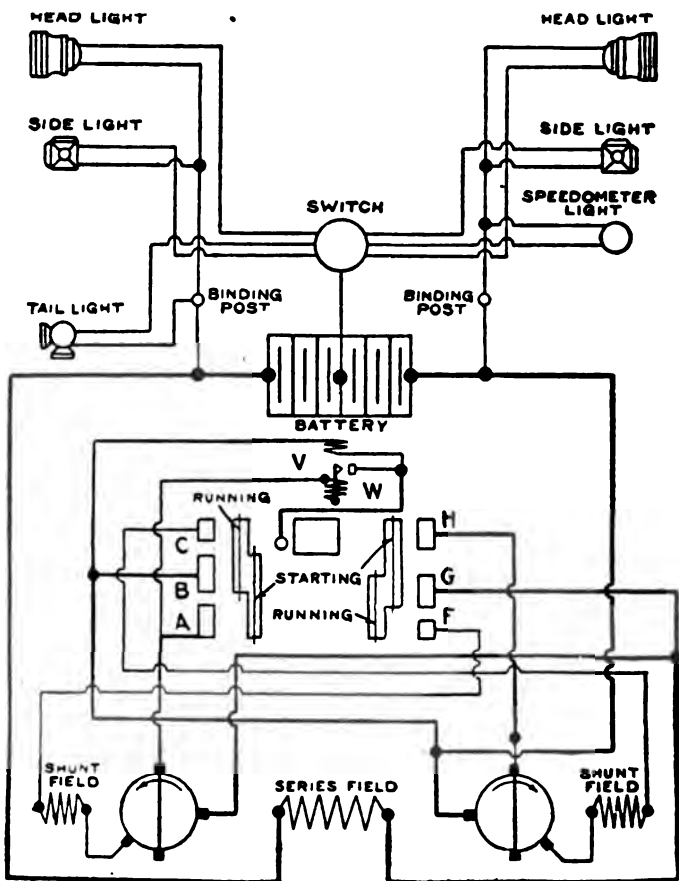 HEAD LIGHT
HEAD LIGHT
SIDE LIGHT
SIDE LIGHT
SPEEDOMETER
LIGHT
SWITCH
TAIL LIGHT
BINDING
POST
BINDING
POST
BATTERY
V
W
RUNNING
H
C
STARTING
G
B
RUNNING
F
A
SHUNT
FIELD
SERIES FIELD
SHUNT
FIELD